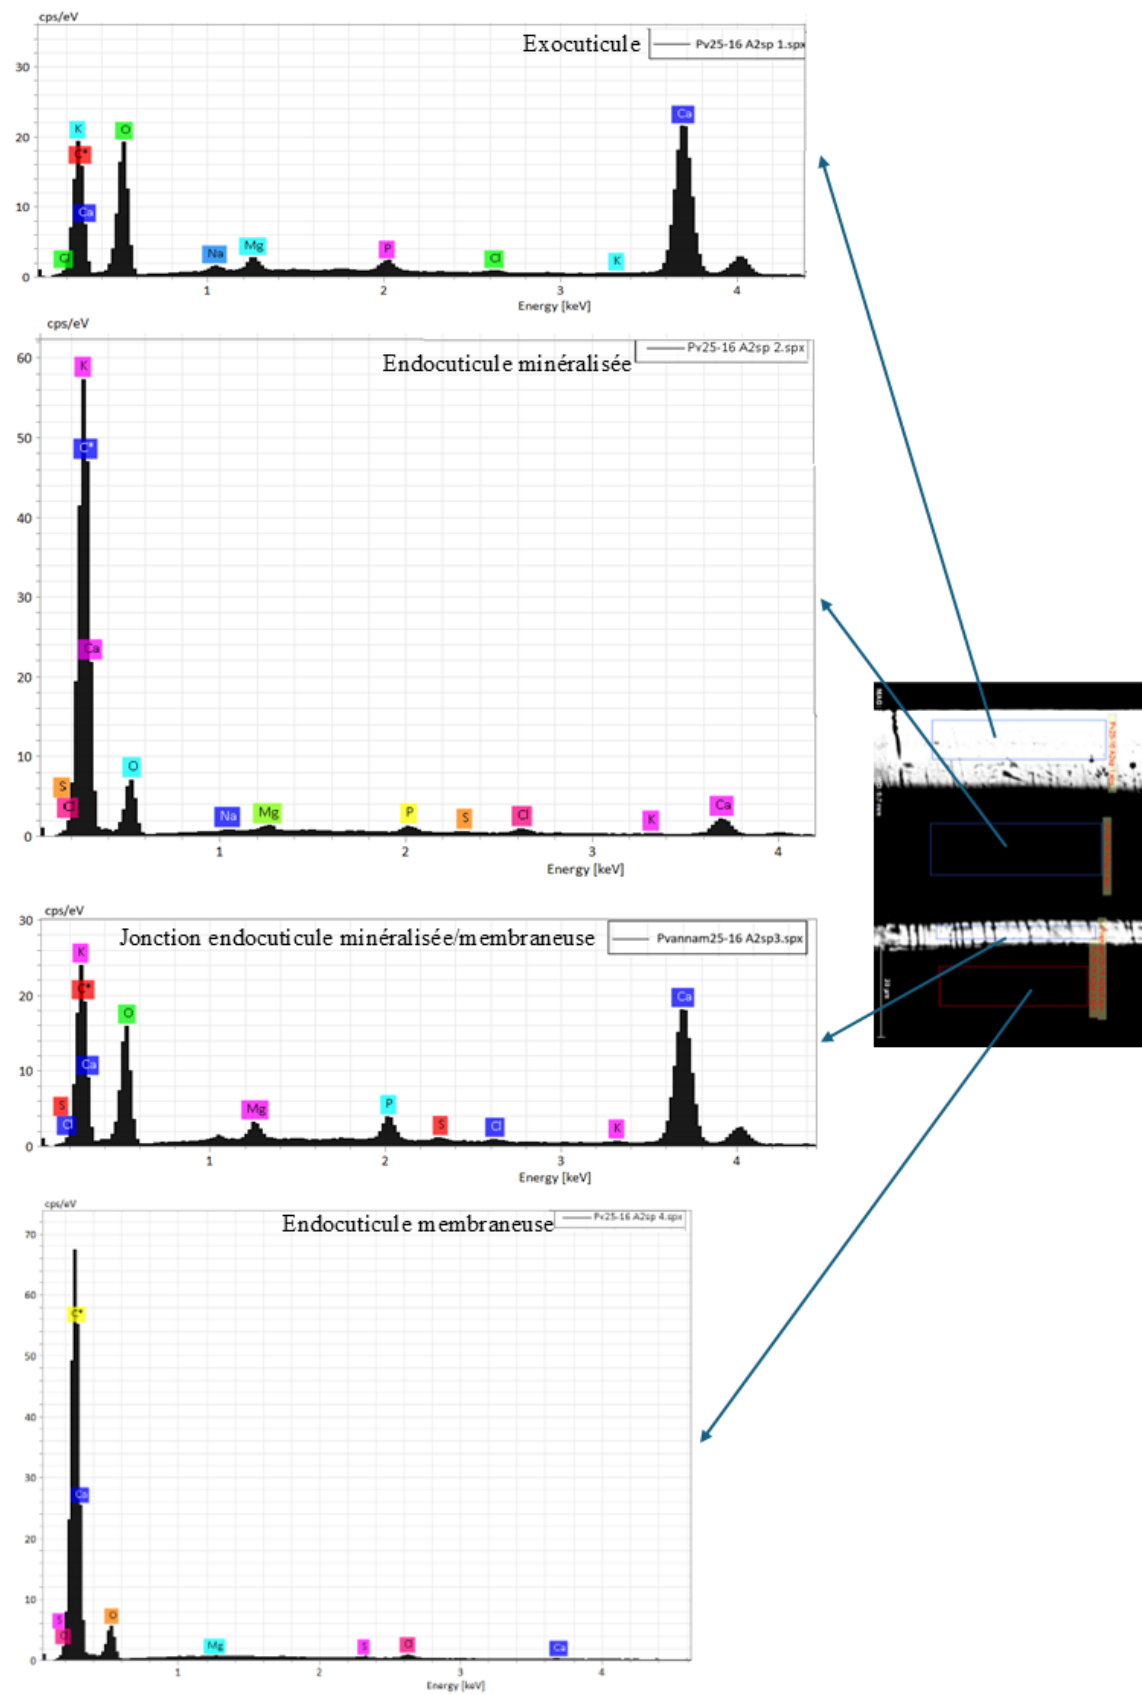 cps/eV
Exocuticule
Pv25-16 A2sp 1.spx
30
20
10
0
K
C*
Ca
Cl
O
Na
Mg
P
Cl
K
Ca
1 2 3 4
Energy [keV]
cps/eV
Endocuticule minéralisée
Pv25-16 A2sp 2.spx
60
50
40
30
20
10
0
K
C*
Ca
S
Cl
O
Na
Mg
P
S
Cl
K
Ca
1 2 3 4
Energy [keV]
cps/eV
Jonction endocuticule minéralisée/membraneuse
Pvannam25-16 A2sp3.spx
30
20
10
0
K
C*
Ca
S
Cl
O
Mg
P
S
Cl
K
Ca
1 2 3 4
Energy [keV]
cps/eV
Endocuticule membraneuse
Pv25-16 A2sp 4.spx
70
60
50
40
30
20
10
0
C*
Ca
S
Cl
O
Mg
S
Cl
Ca
1 2 3 4
Energy [keV]
MAG
20 µm